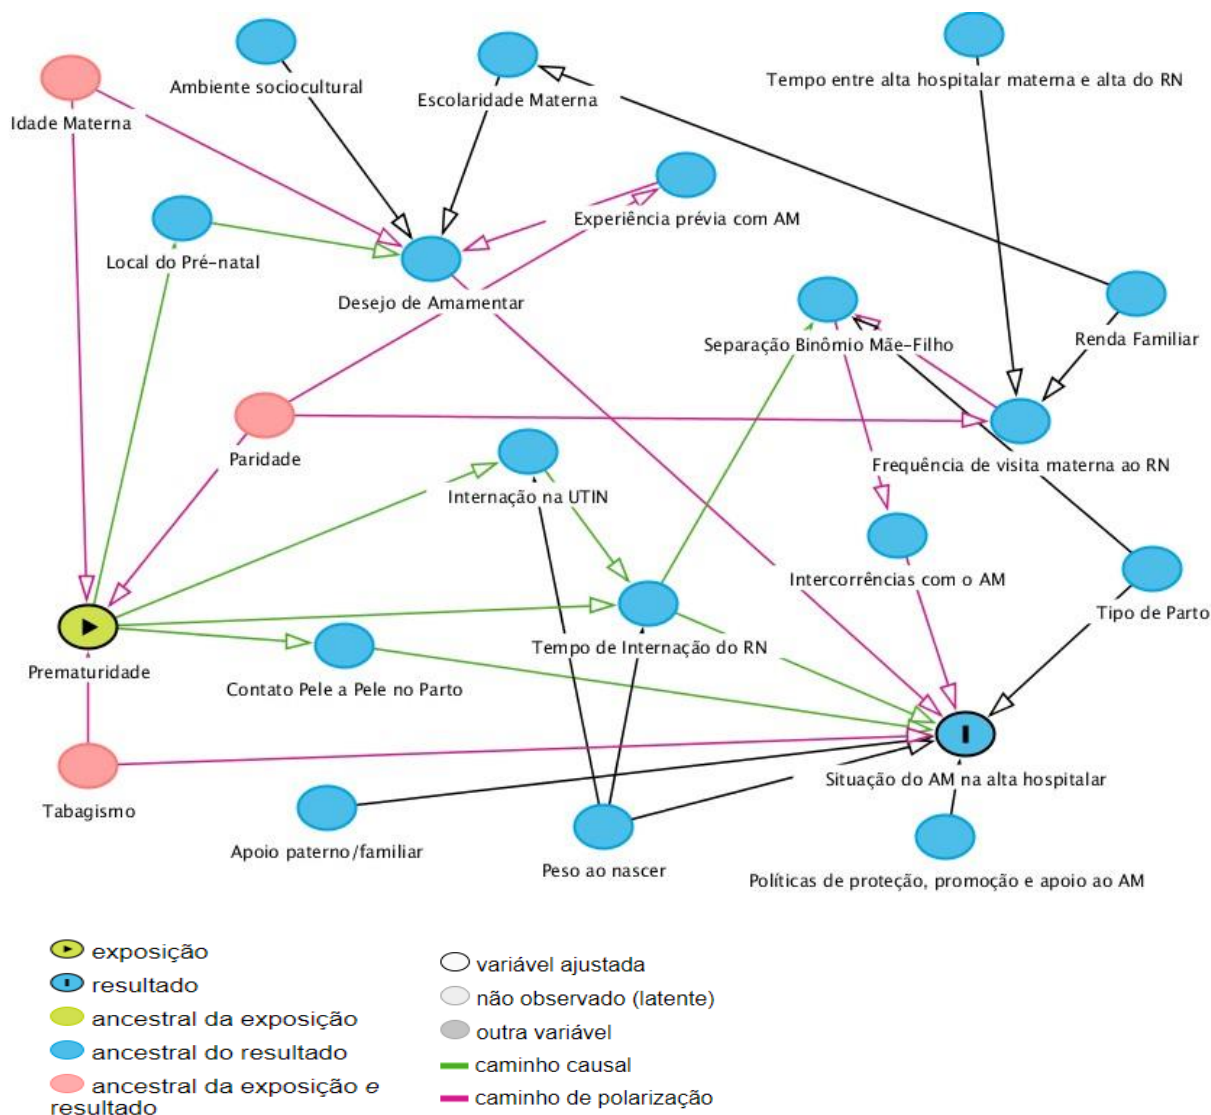 Ambiente sociocultural
Escolaridade Materna
Tempo entre alta hospitalar materna e alta do RN
Idade Materna
Experiência prévia com AM
Local do Pré-natal
Desejo de Amamentar
Separação Binômio Mãe-Filho
Renda Familiar
Paridade
Frequência de visita materna ao RN
Internação na UTIN
Intercorrências com o AM
Tipo de Parto
Prematuridade
Tempo de Internação do RN
Contato Pele a Pele no Parto
Situação do AM na alta hospitalar
Tabagismo
Apoio paterno/familiar
Peso ao nascer
Políticas de proteção, promoção e apoio ao AM
exposição
resultado
ancestral da exposição
ancestral do resultado
ancestral da exposição e
resultado
variável ajustada
não observado (latente)
outra variável
caminho causal
caminho de polarização